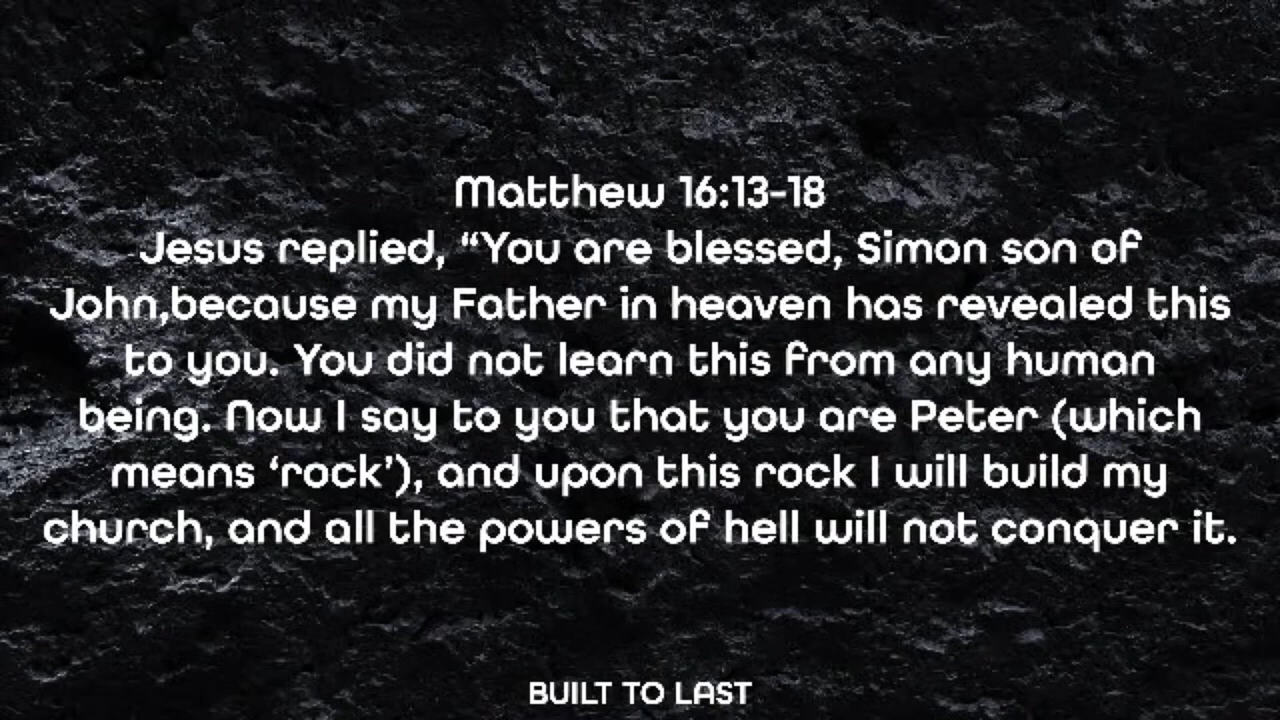 Matthew 16:13-18
Jesus replied, “You are blessed, Simon son of
John,because my Father in heaven has revealed this
to you. You did not learn this from any human
being. Now I say to you that you are Peter (which
means ‘rock’), and upon this rock I will build my
church, and all the powers of hell will not conquer it.
BUILT TO LAST